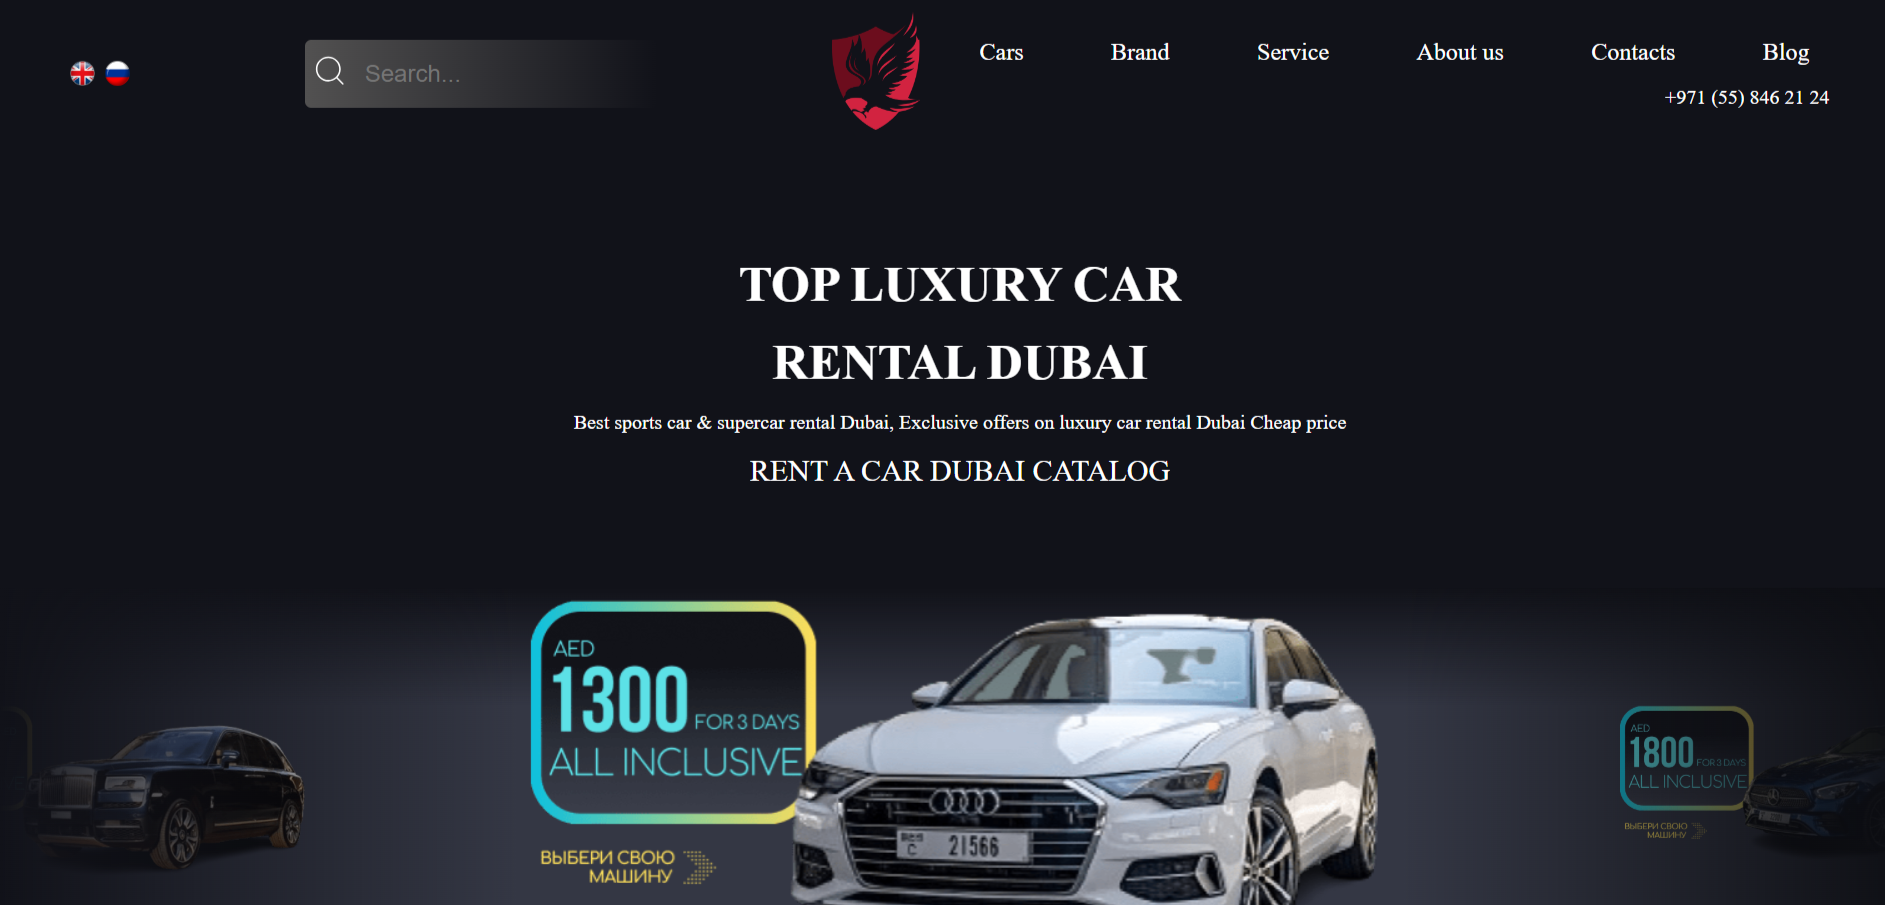 Search...
Cars
Brand
Service
About us
Contacts
Blog
+971 (55) 846 21 24
TOP LUXURY CAR
RENTAL DUBAI
Best sports car & supercar rental Dubai, Exclusive offers on luxury car rental Dubai Cheap price
RENT A CAR DUBAI CATALOG
AED
1300 FOR 3 DAYS
ALL INCLUSIVE
ВЫБЕРИ СВОЮ
МАШИНУ
C 21566
AED
1800 FOR 3 DAYS
ALL INCLUSIVE
ВЫБЕРИ СВОЮ
МАШИНУ